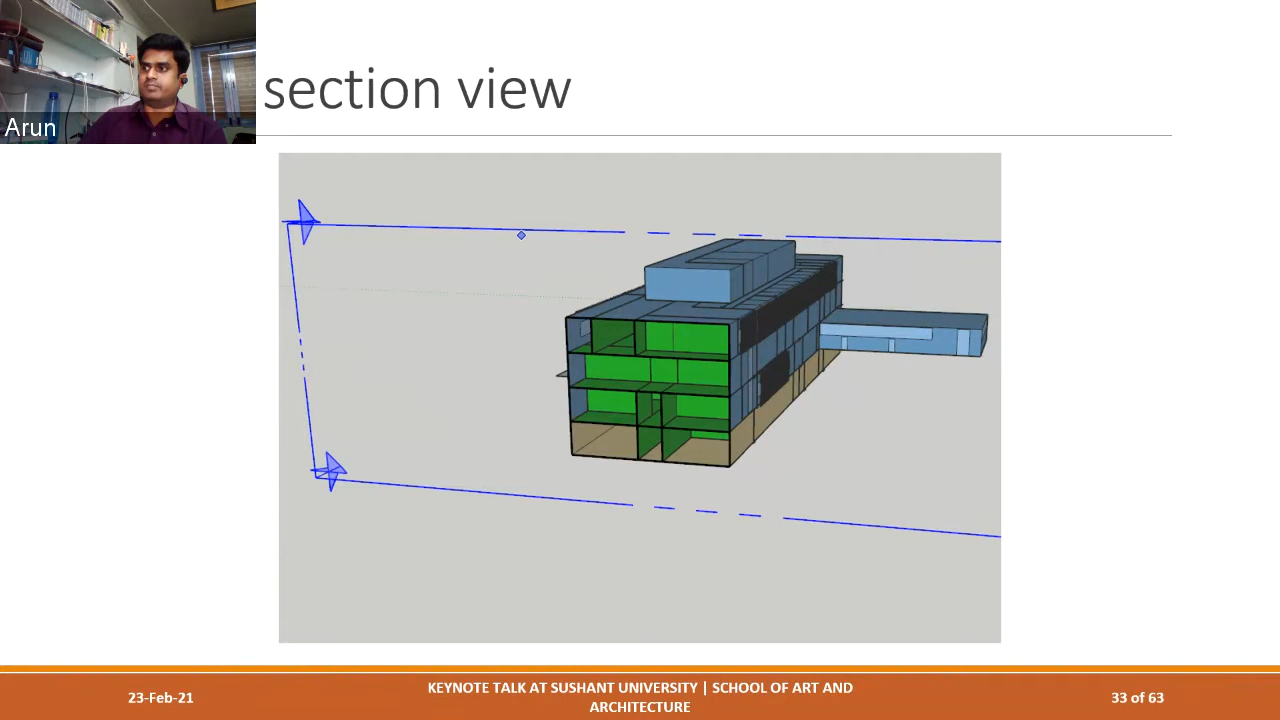 section view
Arun
23-Feb-21
KEYNOTE TALK AT SUSHANT UNIVERSITY | SCHOOL OF ART AND
ARCHITECTURE
33 of 63